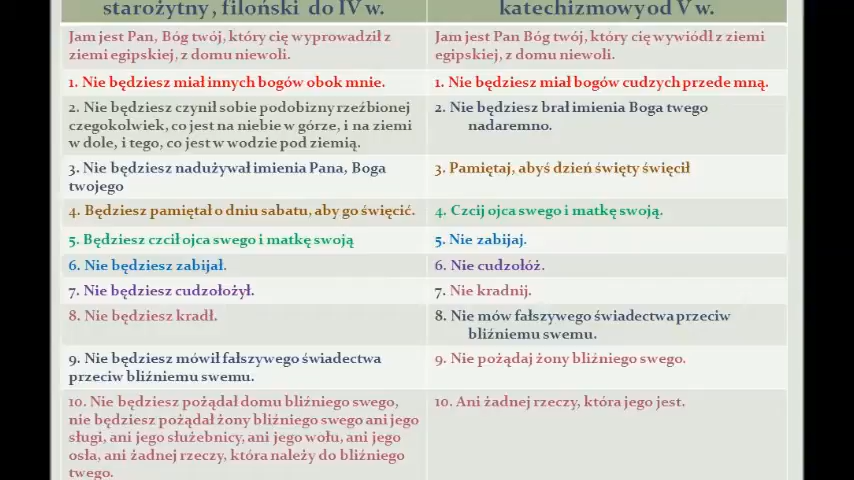 starożytny, filoński do IV w.
katechizmowy od V w.
Jam jest Pan, Bóg twój, który cię wyprowadził z
ziemi egipskiej, z domu niewoli.
Jam jest Pan Bóg twój, który cię wywiódł z ziemi
egipskiej, z domu niewoli.
1. Nie będziesz miał innych bogów obok mnie.
1. Nie będziesz miał bogów cudzych przede mną.
2. Nie będziesz czynił sobie podobizny rzeźbionej
czegokolwiek, co jest na niebie w górze, i na ziemi
w dole, i tego, co jest w wodzie pod ziemią.
2. Nie będziesz brał imienia Boga twego
nadaremno.
3. Nie będziesz nadużywał imienia Pana, Boga
twojego
3. Pamiętaj, abyś dzień święty święcił
4. Będziesz pamiętał o dniu sabatu, aby go święcić.
4. Czcij ojca swego i matkę swoją.
5. Będziesz czcił ojca swego i matkę swoją
5. Nie zabijaj.
6. Nie będziesz zabijał.
6. Nie cudzołóż.
7. Nie będziesz cudzołożył.
7. Nie kradnij.
8. Nie będziesz kradł.
8. Nie mów fałszywego świadectwa przeciw
bliźniemu swemu.
9. Nie będziesz mówił fałszywego świadectwa
przeciw bliźniemu swemu.
9. Nie pożądaj żony bliźniego swego.
10. Nie będziesz pożądał domu bliźniego swego,
nie będziesz pożądał żony bliźniego swego ani jego
sługi, ani jego służebnicy, ani jego wołu, ani jego
osła, ani żadnej rzeczy, która należy do bliźniego
twego.
10. Ani żadnej rzeczy, która jego jest.